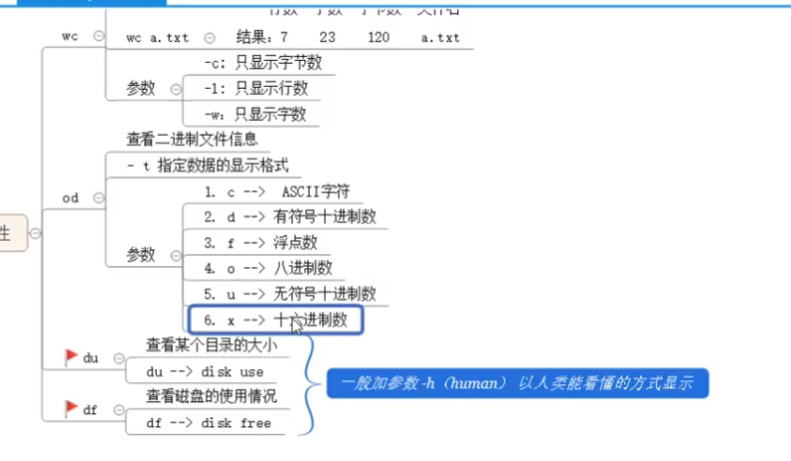 wc
wc a.txt 结果: 7 23 120 a.txt
参数
-c: 只显示字节数
-l: 只显示行数
-w: 只显示字数
od
查看二进制文件信息
- t 指定数据的显示格式
参数
1. c --> ASCII字符
2. d --> 有符号十进制数
3. f --> 浮点数
4. o --> 八进制数
5. u --> 无符号十进制数
6. x --> 十六进制数
性
du
查看某个目录的大小
du --> disk use
df
查看磁盘的使用情况
df --> disk free
一般加参数 -h (human) 以人类能看懂的方式显示